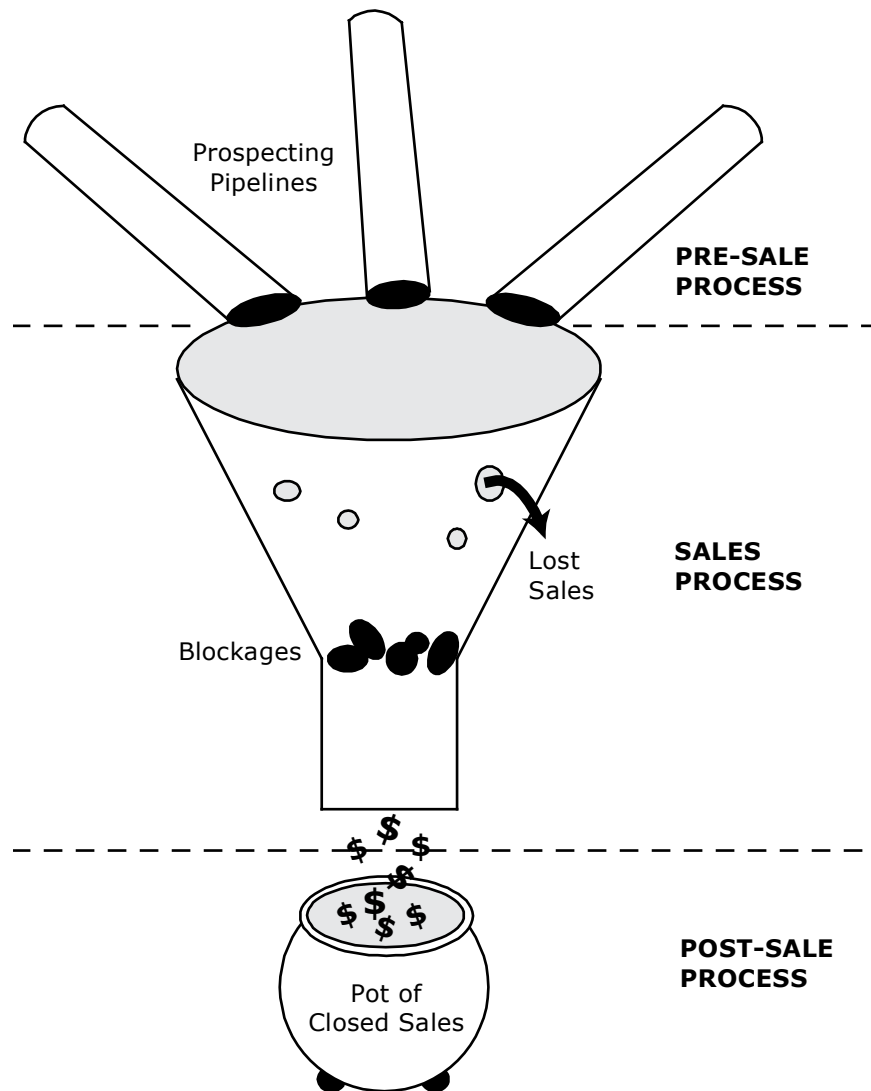 Prospecting
Pipelines
PRE-SALE
PROCESS
Lost
Sales
SALES
PROCESS
Blockages
$
$ $
$
$ $ $
$
POST-SALE
PROCESS
Pot of
Closed Sales